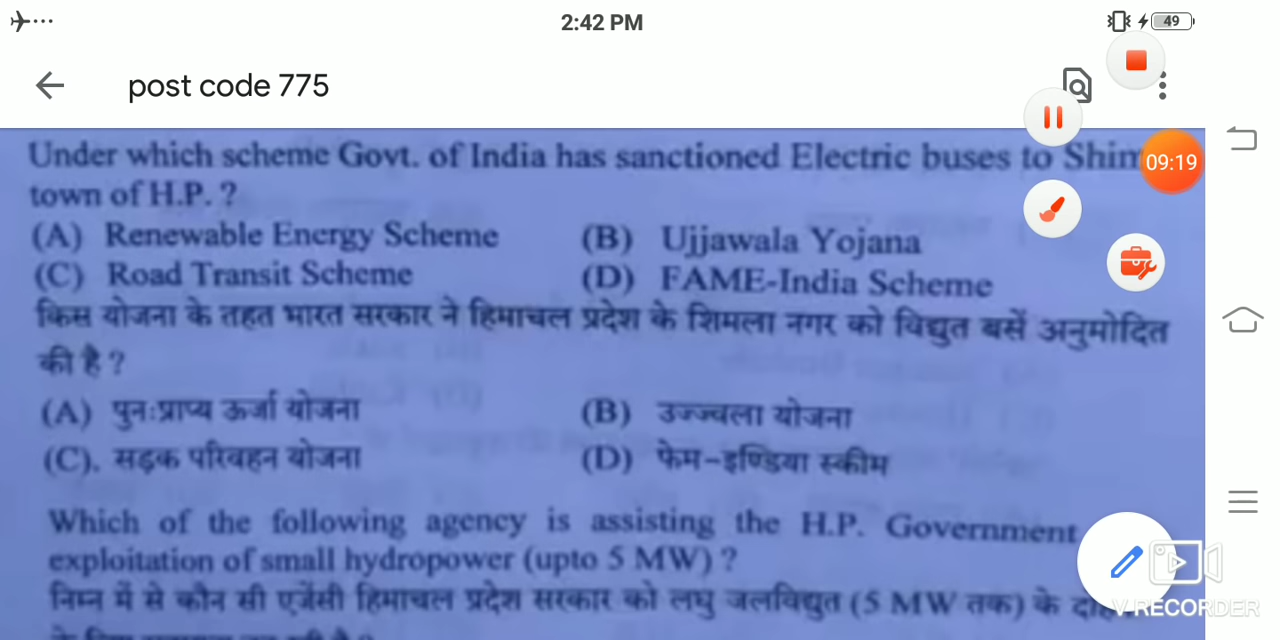 2:42 PM
49
post code 775
09:19
Under which scheme Govt. of India has sanctioned Electric buses to
town of H.P. ?
(A) Renewable Energy Scheme (B) Ujjawala Yojana
(C) Road Transit Scheme (D) FAME-India Scheme
किस योजना के तहत भारत सरकार ने हिमाचल प्रदेश के शिमला नगर को विद्युत बसें अनुमोदित
की है ?
(A) पुनःप्राप्य ऊर्जा योजना (B) उज्ज्वला योजना
(C). सड़क परिवहन योजना (D) फेम-इण्डिया स्कीम
Which of the following agency is assisting the H.P. Government
exploitation of small hydropower (upto 5 MW) ?
निम्न में से कौन सी एजेंसी हिमाचल प्रदेश सरकार को लघु जलविद्युत (5 MW तक) के
V RECORDER